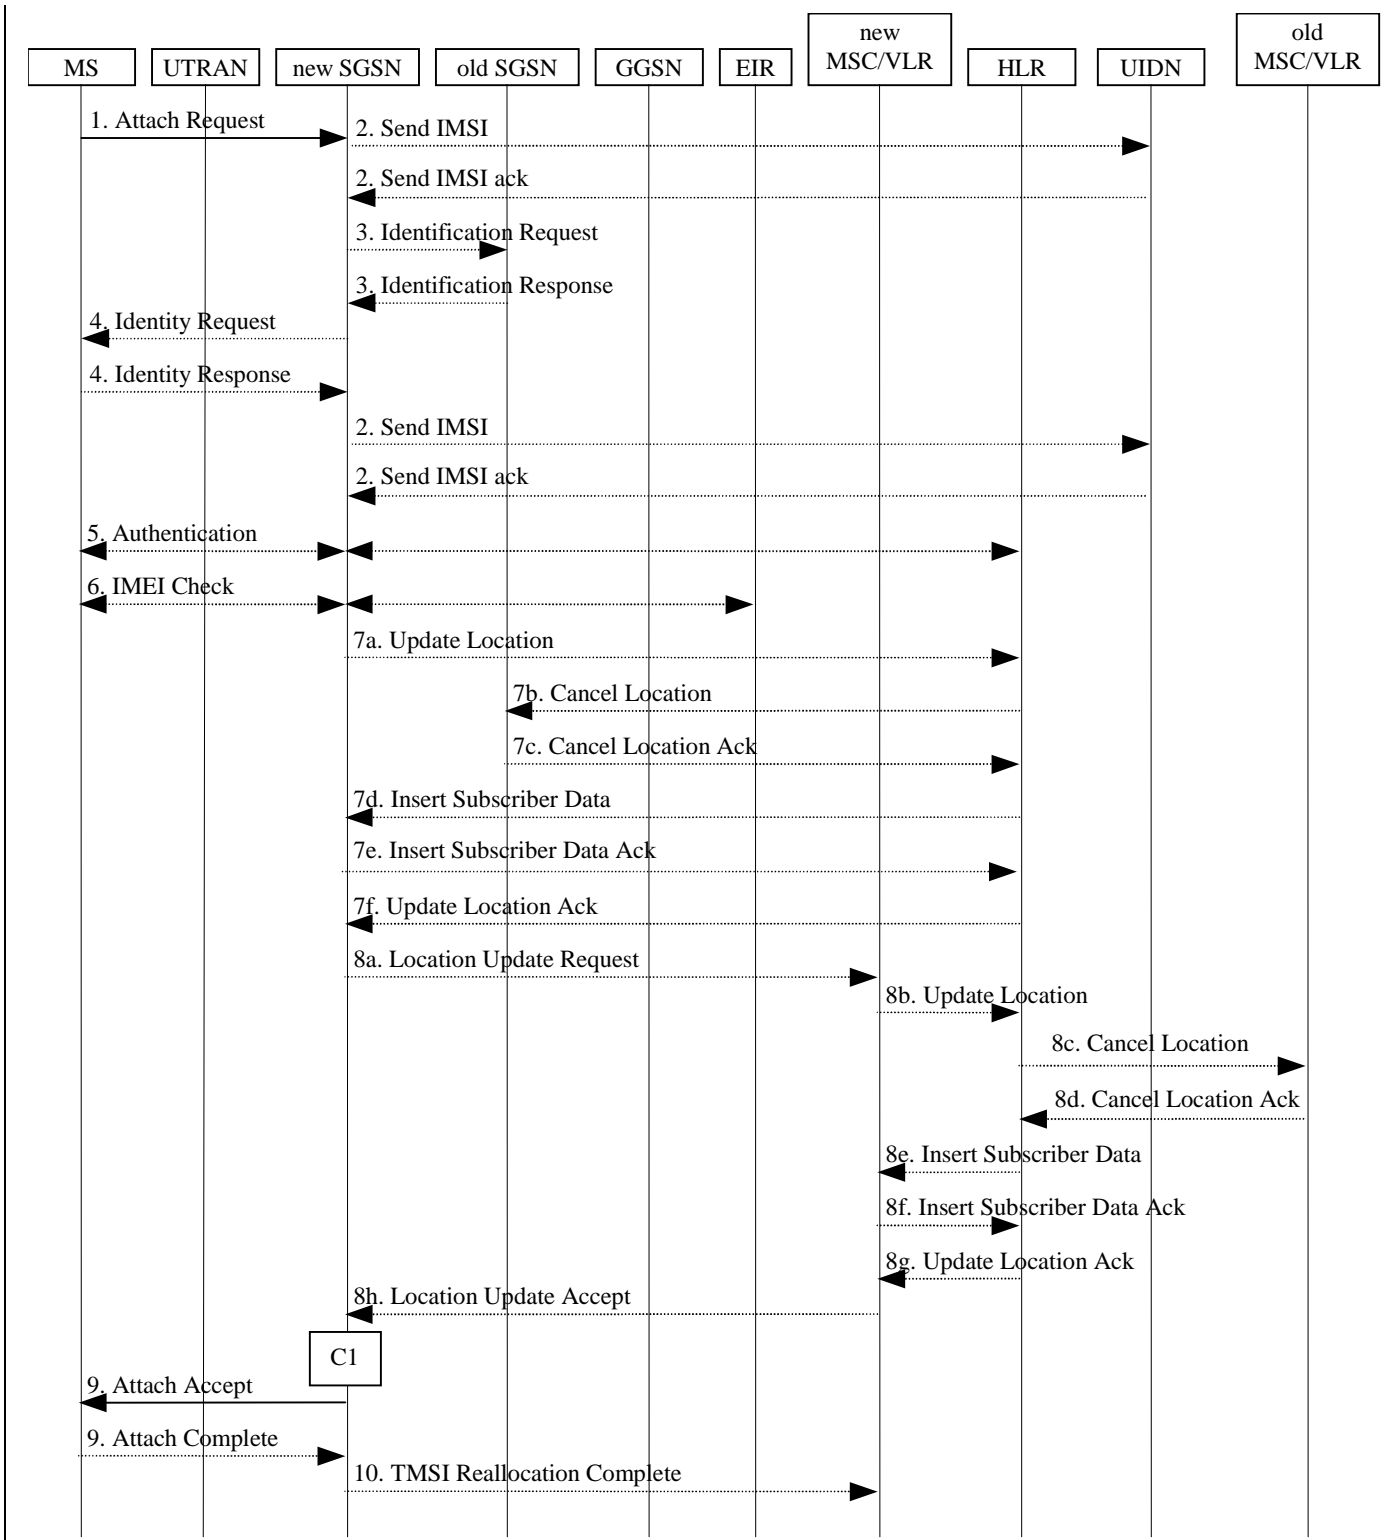 new
MSC/VLR
old
MSC/VLR
MS
UTRAN
new SGSN
old SGSN
GGSN
EIR
HLR
UIDN
1. Attach Request
2. Send IMSI
2. Send IMSI ack
3. Identification Request
3. Identification Response
4. Identity Request
4. Identity Response
2. Send IMSI
2. Send IMSI ack
5. Authentication
6. IMEI Check
7a. Update Location
7b. Cancel Location
7c. Cancel Location Ack
7d. Insert Subscriber Data
7e. Insert Subscriber Data Ack
7f. Update Location Ack
8a. Location Update Request
8b. Update Location
8c. Cancel Location
8d. Cancel Location Ack
8e. Insert Subscriber Data
8f. Insert Subscriber Data Ack
8g. Update Location Ack
8h. Location Update Accept
C1
9. Attach Accept
9. Attach Complete
10. TMSI Reallocation Complete